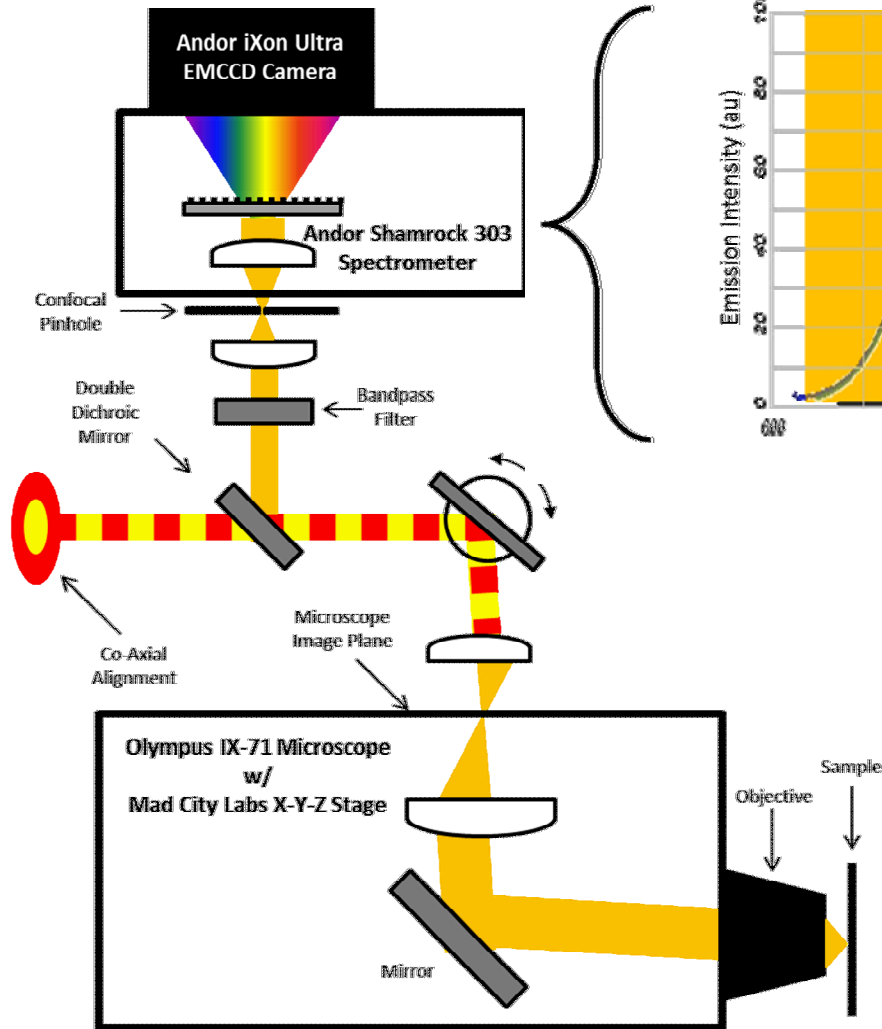 Andor iXon Ultra
EMCCD Camera
Andor Shamrock 303
Spectrometer
Confocal
Pinhole
Double
Dichroic
Mirror
Bandpass
Filter
Co-Axial
Alignment
Microscope
Image Plane
Olympus IX-71 Microscope
w/
Mad City Labs X-Y-Z Stage
Objective
Sample
Mirror
Emission Intensity (au)
80
60
40
20
0
600